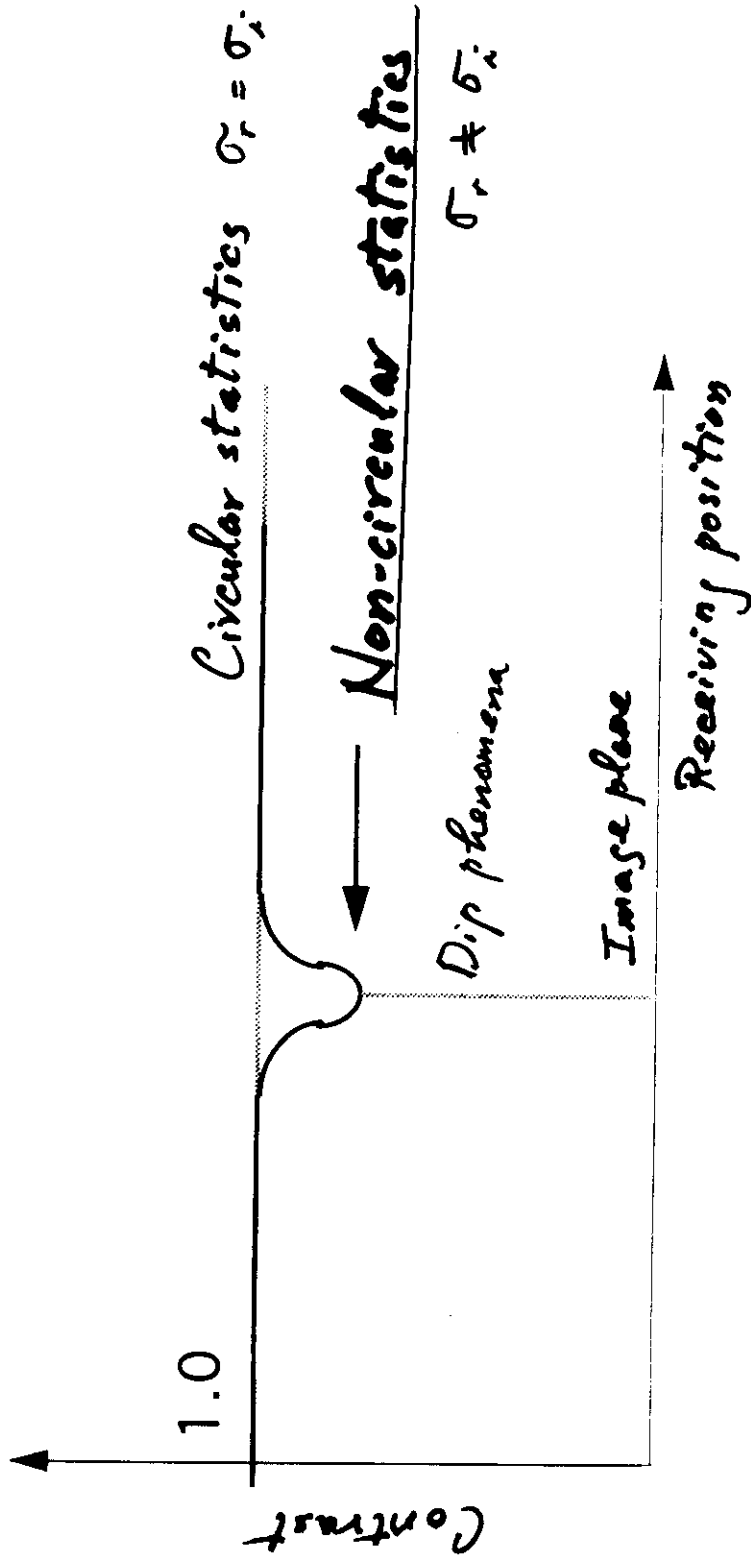 Circular statistics σr = σi
1.0
Non-circular statistics
σr ≠ σi
Dip phenomena
Image plane
Receiving position
Contrast